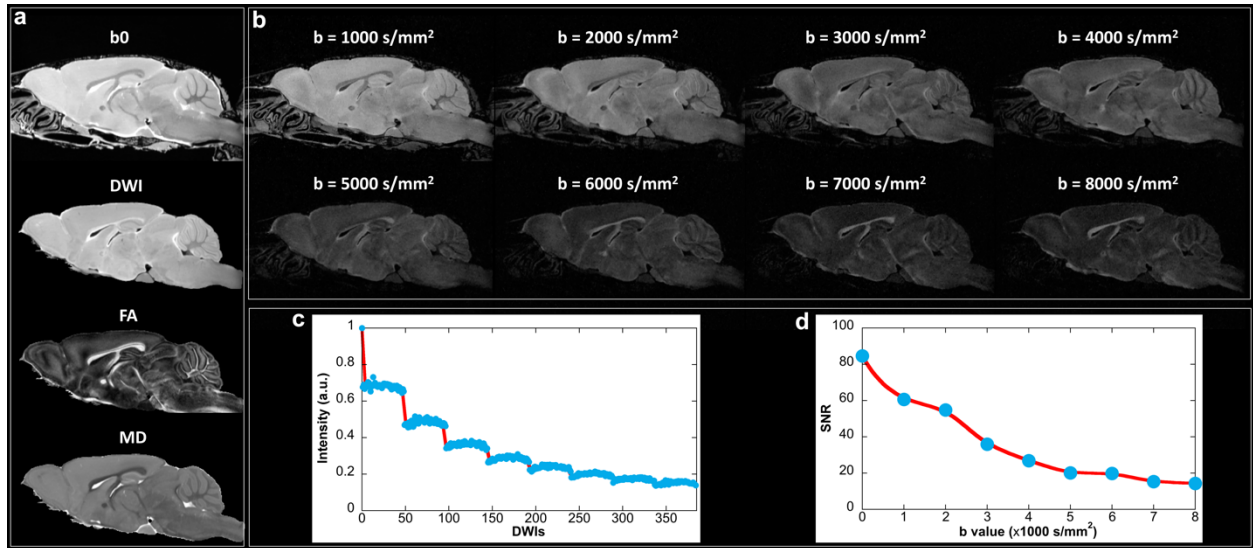 a
b0
DWI
FA
MD
b
b = 1000 s/mm²
b = 2000 s/mm²
b = 3000 s/mm²
b = 4000 s/mm²
b = 5000 s/mm²
b = 6000 s/mm²
b = 7000 s/mm²
b = 8000 s/mm²
c
Intensity (a.u.)
1
0.8
0.6
0.4
0.2
0
0 50 100 150 200 250 300 350
DWIs
d
SNR
100
80
60
40
20
0
0 1 2 3 4 5 6 7 8
b value (×1000 s/mm²)